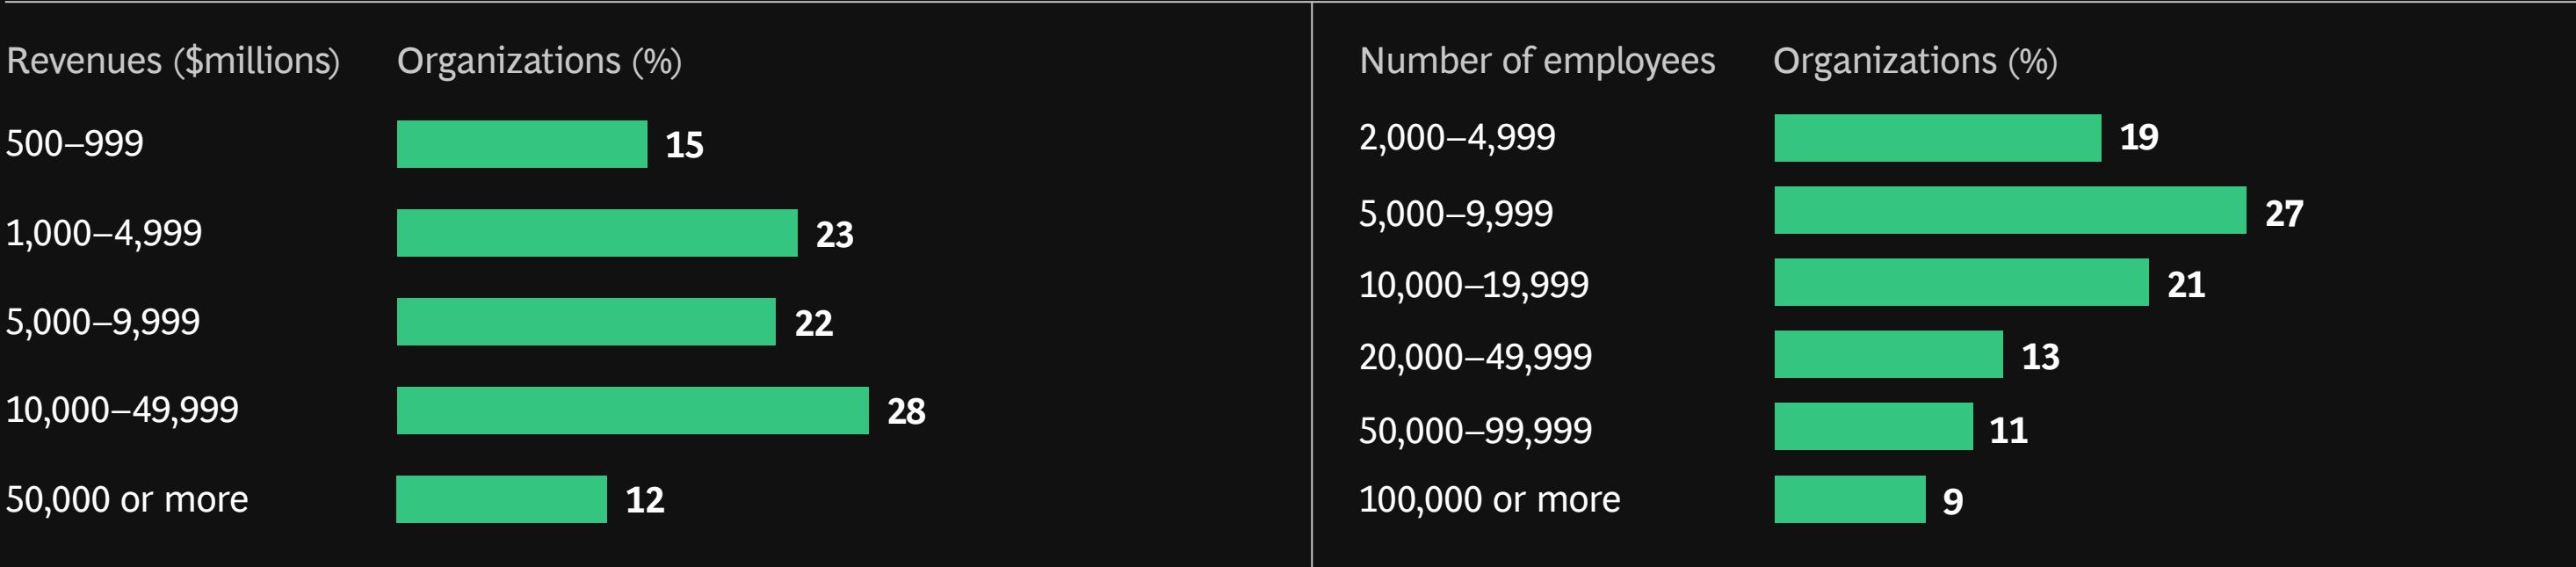 Revenues ($millions) Organizations (%)
500–999 15
1,000–4,999 23
5,000–9,999 22
10,000–49,999 28
50,000 or more 12
Number of employees Organizations (%)
2,000–4,999 19
5,000–9,999 27
10,000–19,999 21
20,000–49,999 13
50,000–99,999 11
100,000 or more 9